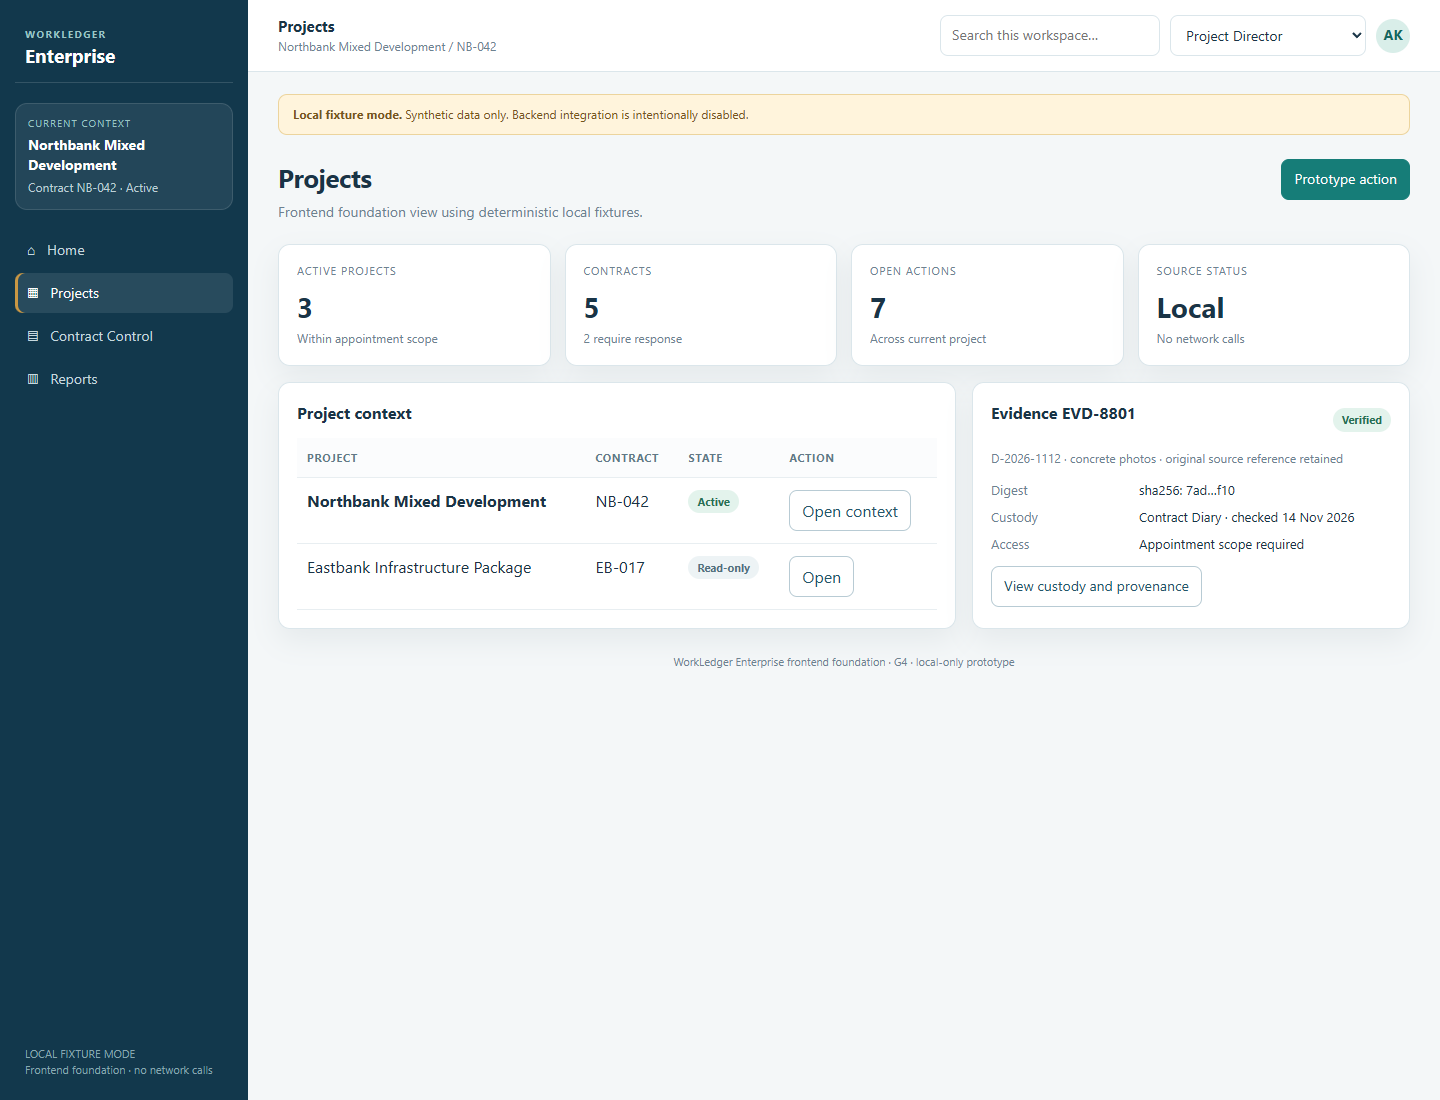 WORKLEDGER
Enterprise
CURRENT CONTEXT
Northbank Mixed
Development
Contract NB-042 · Active
Home
Projects
Contract Control
Reports
LOCAL FIXTURE MODE
Frontend foundation · no network calls
Projects
Northbank Mixed Development / NB-042
Search this workspace...
Project Director
AK
Local fixture mode. Synthetic data only. Backend integration is intentionally disabled.
Projects
Frontend foundation view using deterministic local fixtures.
Prototype action
ACTIVE PROJECTS
3
Within appointment scope
CONTRACTS
5
2 require response
OPEN ACTIONS
7
Across current project
SOURCE STATUS
Local
No network calls
Project context
PROJECT CONTRACT STATE ACTION
Northbank Mixed Development NB-042 Active Open context
Eastbank Infrastructure Package EB-017 Read-only Open
Evidence EVD-8801
Verified
D-2026-1112 · concrete photos · original source reference retained
Digest sha256: 7ad...f10
Custody Contract Diary · checked 14 Nov 2026
Access Appointment scope required
View custody and provenance
WorkLedger Enterprise frontend foundation · G4 · local-only prototype